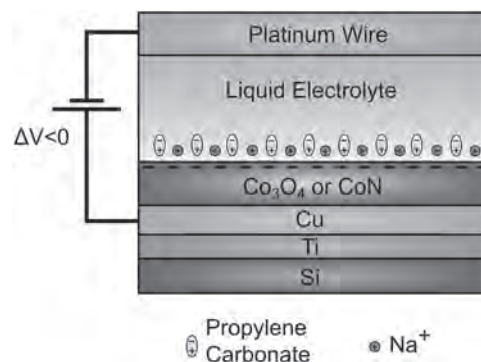 Platinum Wire
Liquid Electrolyte
ΔV<0
Co₃O₄ or CoN
Cu
Ti
Si
Propylene
Carbonate
Na⁺